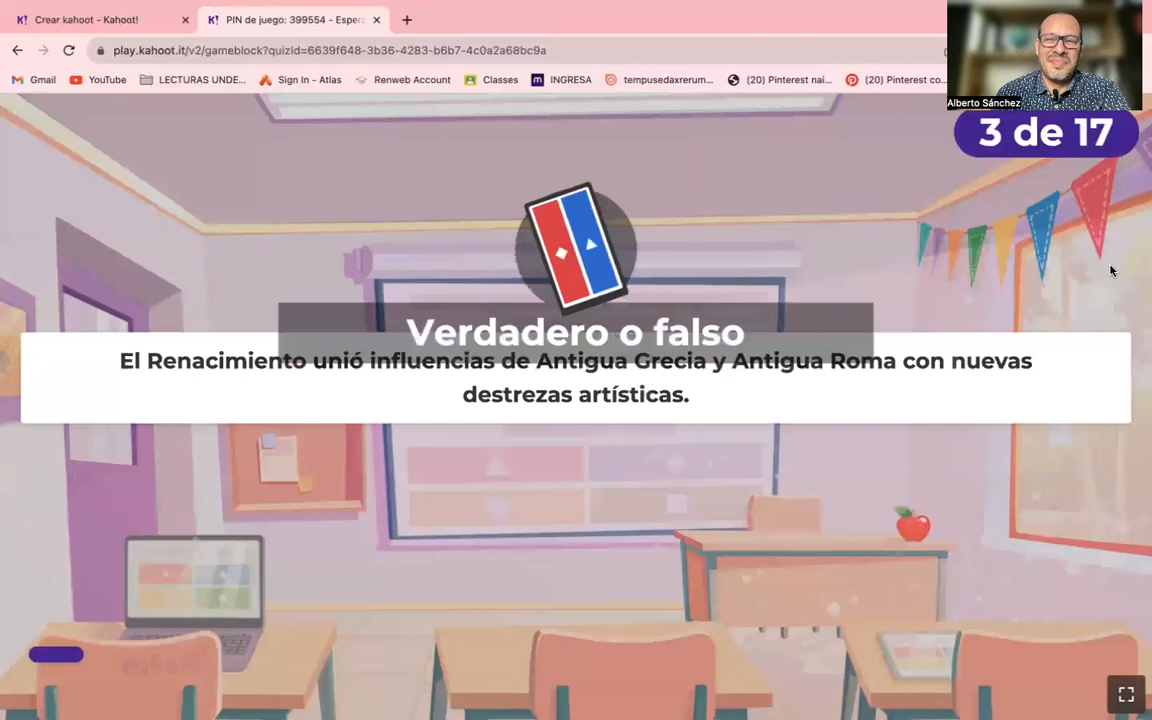 Crear kahoot - Kahoot!
PIN de juego: 399554 - Espera
play.kahoot.it/v2/gameblock?quizId=6639f648-3b36-4283-b6b7-4c0a2a68bc9a
Gmail
YouTube
LECTURAS UNDE...
Sign In - Atlas
Renweb Account
Classes
INGRESA
tempusedaxrerum...
(20) Pinterest nai...
(20) Pinterest co...
Alberto Sánchez
3 de 17
Verdadero o falso
El Renacimiento unió influencias de Antigua Grecia y Antigua Roma con nuevas
destrezas artísticas.